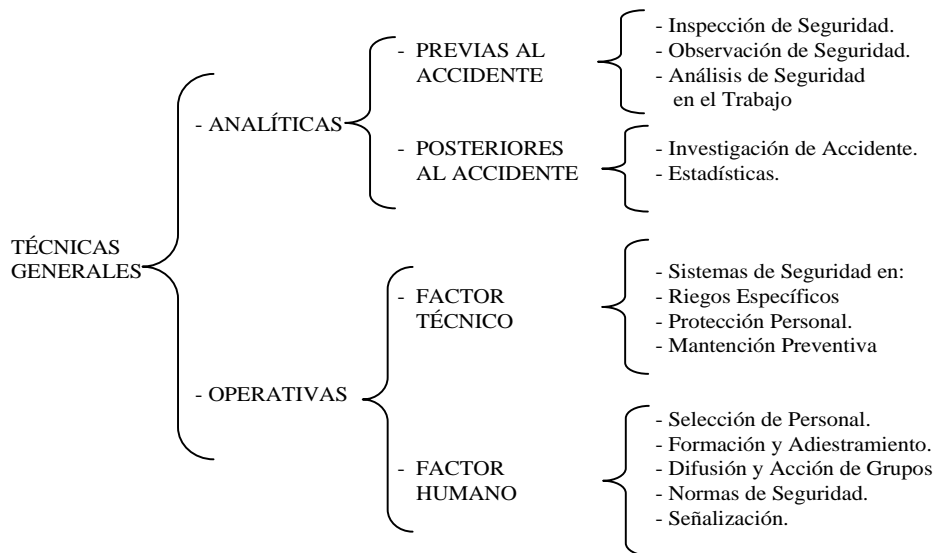 TÉCNICAS
GENERALES
- ANALÍTICAS
- PREVIAS AL
ACCIDENTE
- Inspección de Seguridad.
- Observación de Seguridad.
- Análisis de Seguridad
en el Trabajo
- POSTERIORES
AL ACCIDENTE
- Investigación de Accidente.
- Estadísticas.
- OPERATIVAS
- FACTOR
TÉCNICO
- Sistemas de Seguridad en:
- Riegos Específicos
- Protección Personal.
- Mantención Preventiva
- FACTOR
HUMANO
- Selección de Personal.
- Formación y Adiestramiento.
- Difusión y Acción de Grupos
- Normas de Seguridad.
- Señalización.